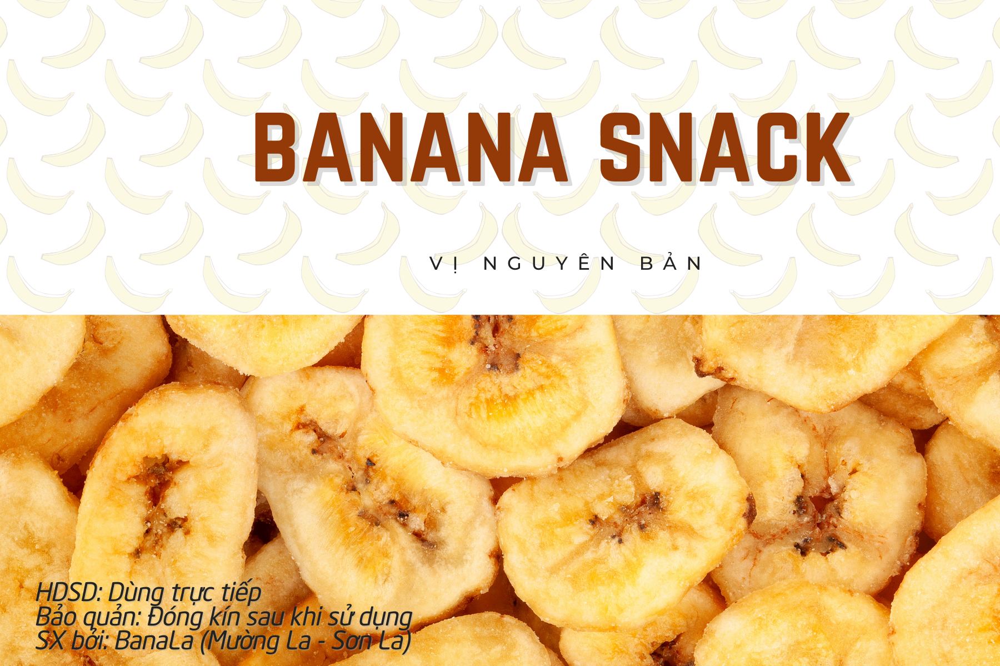 BANANA SNACK
VỊ NGUYÊN BẢN
HDSD: Dùng trực tiếp
Bảo quản: Đóng kín sau khi sử dụng
SX bởi: BanaLa (Mường La - Sơn La)